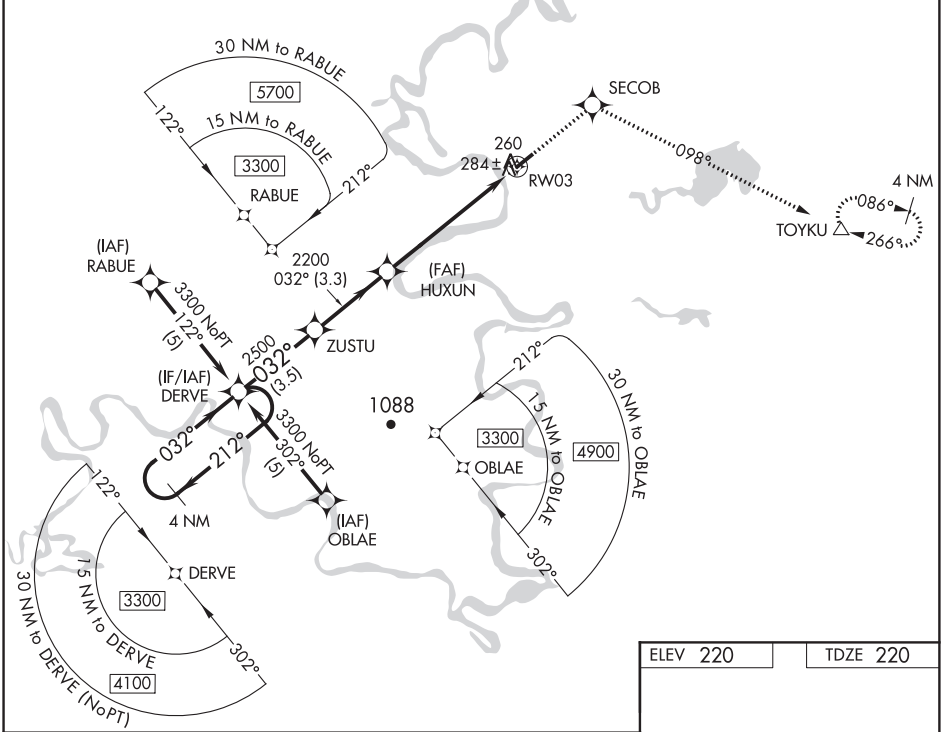 30 NM to RABUE
5700
15 NM to RABUE
3300
122°
212°
RABUE
SECOB
260
284±
RW03
098°
4 NM
086°
266°
TOYKU
(IAF)
RABUE
3300 NoPT
122°
(5)
2200
032° (3.3)
(FAF)
HUXUN
ZUSTU
2500
032°
(3.5)
(IF/IAF)
DERVE
3300 NoPT
302°
(5)
032°
212°
4 NM
(IAF)
OBLAE
1088
212°
30 NM to OBLAE
15 NM to OBLAE
3300
4900
OBLAE
302°
122°
DERVE
3300
15 NM to DERVE
4100
30 NM to DERVE (NoPT)
302°
ELEV 220
TDZE 220